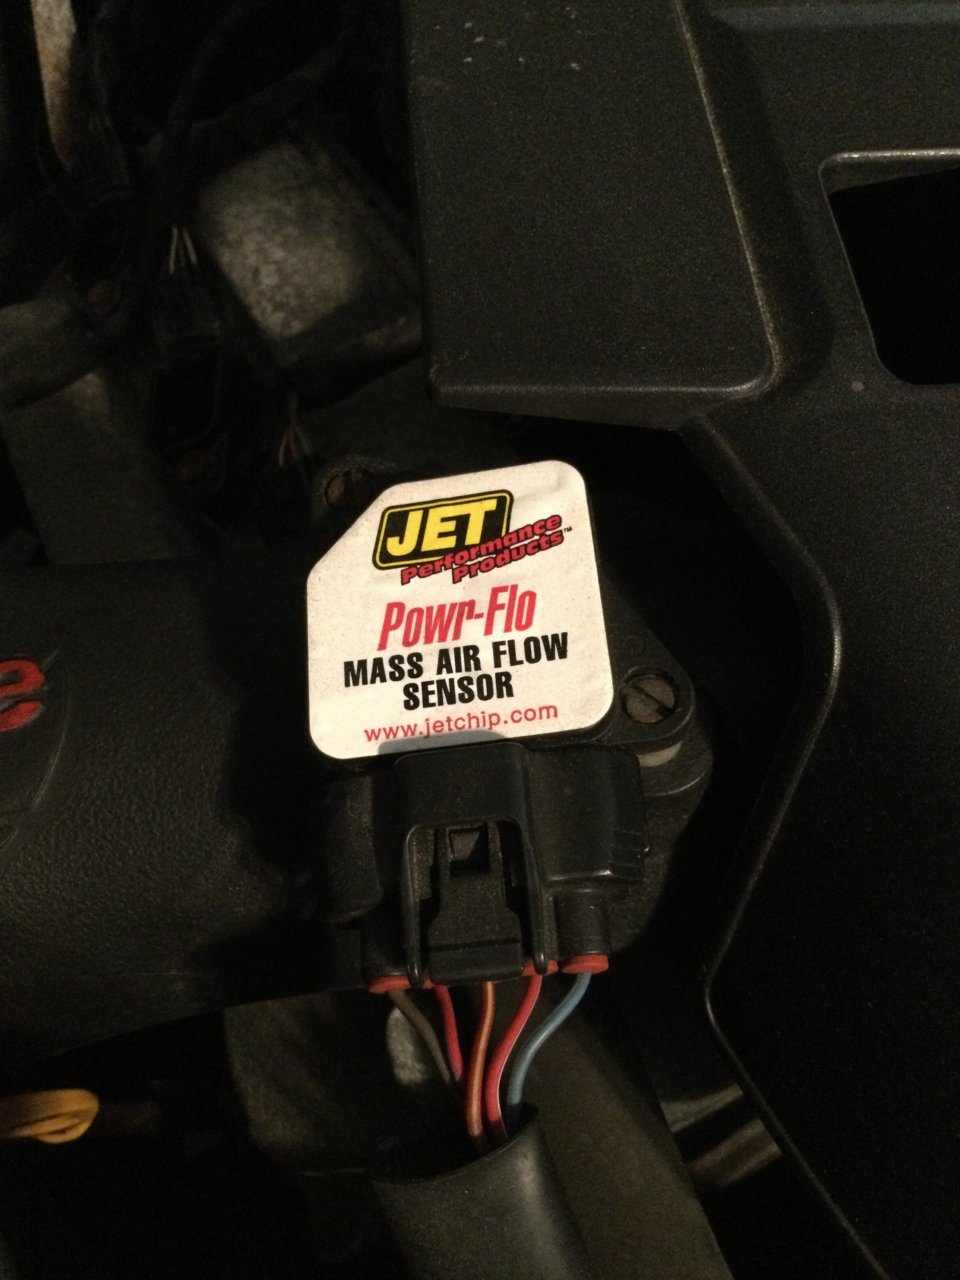 JET
Performance
Products™
Powr-Flo
MASS AIR FLOW
SENSOR
www.jetchip.com
e